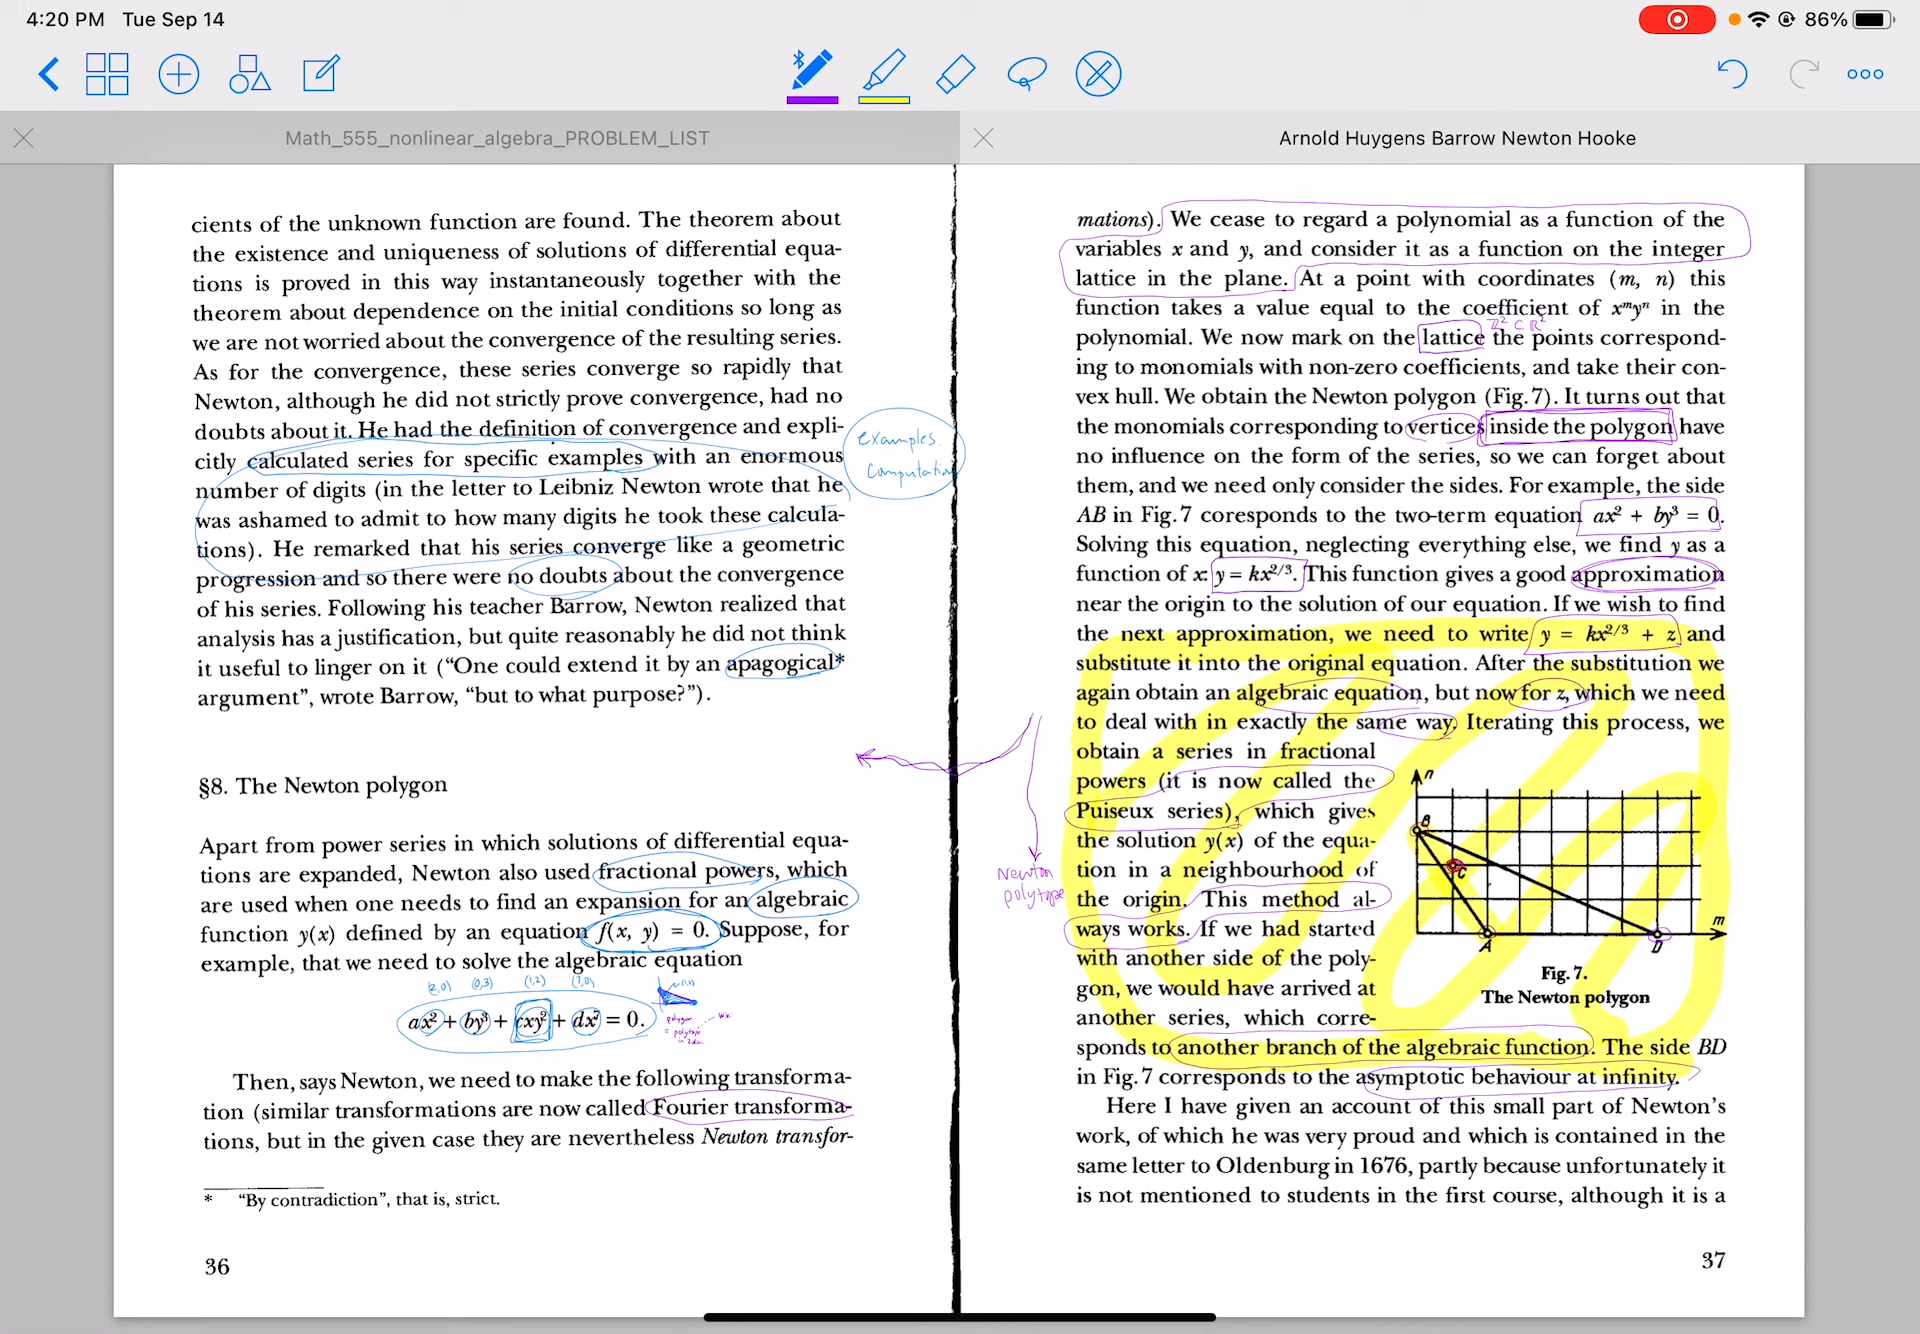 4:20 PM Tue Sep 14
86%
Math_555_nonlinear_algebra_PROBLEM_LIST
Arnold Huygens Barrow Newton Hooke
cients of the unknown function are found. The theorem about
the existence and uniqueness of solutions of differential equa-
tions is proved in this way instantaneously together with the
theorem about dependence on the initial conditions so long as
we are not worried about the convergence of the resulting series.
As for the convergence, these series converge so rapidly that
Newton, although he did not strictly prove convergence, had no
doubts about it. He had the definition of convergence and expli-
citly calculated series for specific examples with an enormous
number of digits (in the letter to Leibniz Newton wrote that he
was ashamed to admit to how many digits he took these calcula-
tions). He remarked that his series converge like a geometric
progression and so there were no doubts about the convergence
of his series. Following his teacher Barrow, Newton realized that
analysis has a justification, but quite reasonably he did not think
it useful to linger on it (“One could extend it by an apagogical*
argument”, wrote Barrow, “but to what purpose?”).
examples.
Computation
§8. The Newton polygon
Apart from power series in which solutions of differential equa-
tions are expanded, Newton also used fractional powers, which
are used when one needs to find an expansion for an algebraic
function y(x) defined by an equation f(x, y) = 0. Suppose, for
example, that we need to solve the algebraic equation
(2,0) (0,3) (1,2) (7,0)
ax² + by³ + cxy² + dx⁷ = 0.
polygon
= polytope
in 2dim
Then, says Newton, we need to make the following transforma-
tion (similar transformations are now called Fourier transforma-
tions, but in the given case they are nevertheless Newton transfor-
* “By contradiction”, that is, strict.
36
mations). We cease to regard a polynomial as a function of the
variables x and y, and consider it as a function on the integer
lattice in the plane. At a point with coordinates (m, n) this
function takes a value equal to the coefficient of xᵐyⁿ in the
ℤ² ⊂ ℝ²
polynomial. We now mark on the lattice the points correspond-
ing to monomials with non-zero coefficients, and take their con-
vex hull. We obtain the Newton polygon (Fig. 7). It turns out that
the monomials corresponding to vertices inside the polygon have
no influence on the form of the series, so we can forget about
them, and we need only consider the sides. For example, the side
AB in Fig. 7 coresponds to the two-term equation ax² + by³ = 0.
Solving this equation, neglecting everything else, we find y as a
function of x: y = kx²/³. This function gives a good approximation
near the origin to the solution of our equation. If we wish to find
the next approximation, we need to write y = kx²/³ + z and
substitute it into the original equation. After the substitution we
again obtain an algebraic equation, but now for z, which we need
to deal with in exactly the same way. Iterating this process, we
obtain a series in fractional
powers (it is now called the
Puiseux series), which gives
the solution y(x) of the equa-
tion in a neighbourhood of
the origin. This method al-
ways works. If we had started
with another side of the poly-
gon, we would have arrived at
another series, which corre-
sponds to another branch of the algebraic function. The side BD
in Fig. 7 corresponds to the asymptotic behaviour at infinity.
Newton
polytope
n
B
C
A
D
m
Fig. 7.
The Newton polygon
Here I have given an account of this small part of Newton’s
work, of which he was very proud and which is contained in the
same letter to Oldenburg in 1676, partly because unfortunately it
is not mentioned to students in the first course, although it is a
37